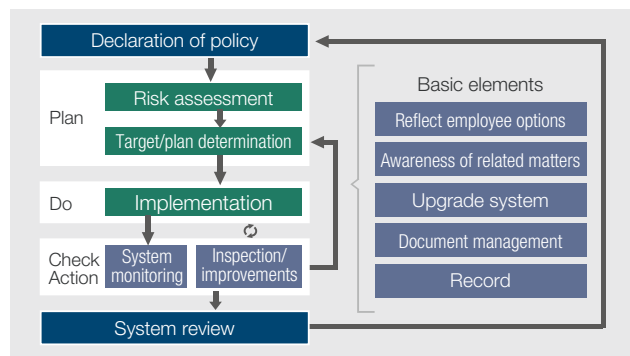 Declaration of policy
Plan
Risk assessment
Target/plan determination
Do
Implementation
Check
Action
System
monitoring
Inspection/
improvements
System review
Basic elements
Reflect employee options
Awareness of related matters
Upgrade system
Document management
Record